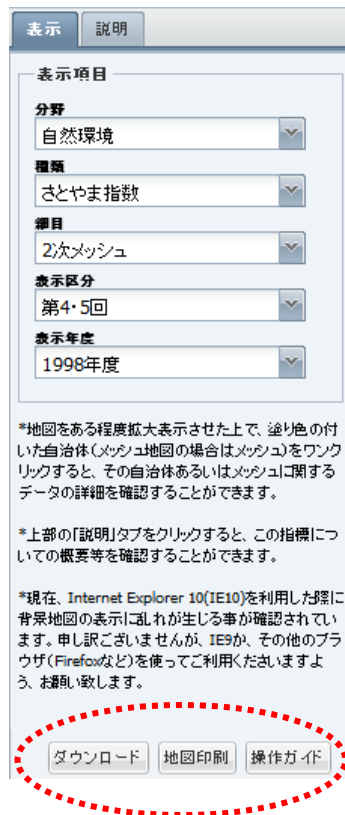 表示 説明
表示項目
分野
自然環境
種類
さとやま指数
細目
2次メッシュ
表示区分
第4・5回
表示年度
1998年度
*地図をある程度拡大表示させた上で、塗り色の付
いた自治体(メッシュ地図の場合はメッシュ)をワンク
リックすると、その自治体あるいはメッシュに関する
データの詳細を確認することができます。
*上部の「説明」タブをクリックすると、この指標につ
いての概要等を確認することができます。
*現在、Internet Explorer 10(IE10)を利用した際に
背景地図の表示に乱れが生じる事が確認されてい
ます。申し訳ございませんが、IE9か、その他のブラ
ウザ(Firefoxなど)を使ってご利用くださいますよ
う、お願い致します。
ダウンロード 地図印刷 操作ガイド